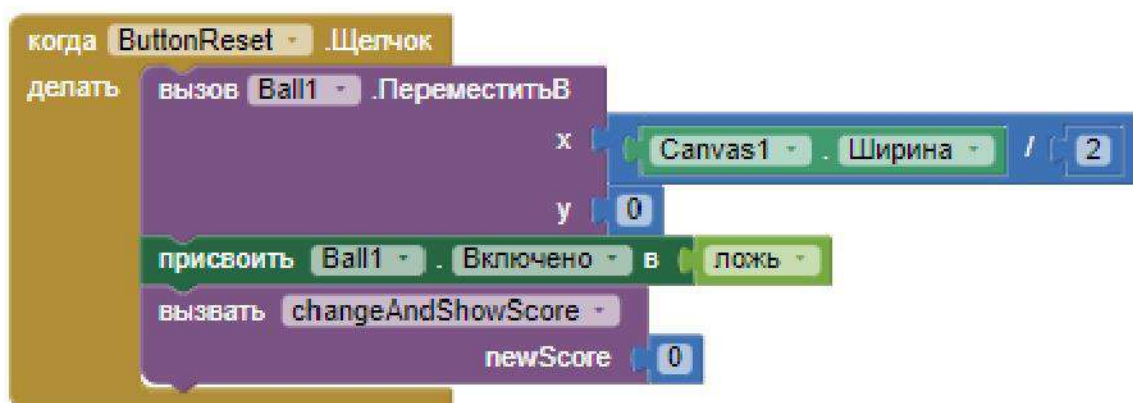 когда ButtonReset .Щелчок
делать вызов Ball1 .ПереместитьВ
x Canvas1 . Ширина / 2
y 0
присвоить Ball1 . Включено в ложь
вызвать changeAndShowScore
newScore 0